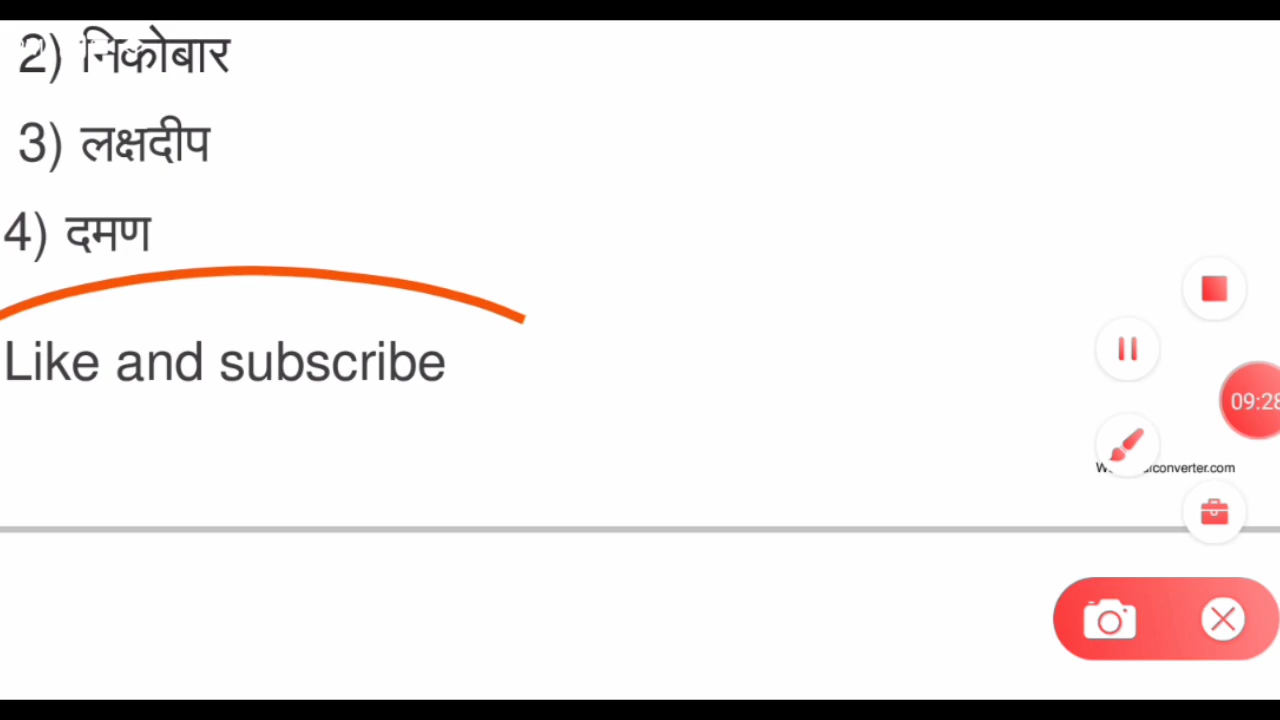 2) निकोबार
3) लक्षदीप
4) दमण
Like and subscribe
09:28